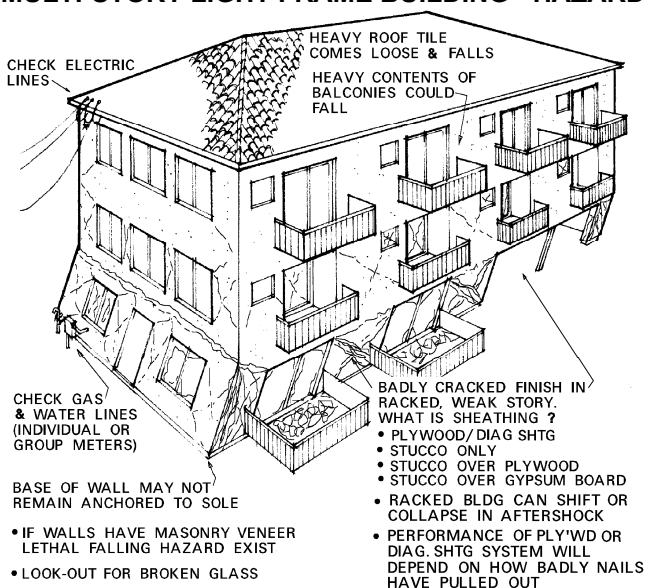 MULTI-STORY LIGHT FRAME BUILDING - HAZARD
HEAVY ROOF TILE
COMES LOOSE & FALLS
CHECK ELECTRIC
LINES
HEAVY CONTENTS OF
BALCONIES COULD
FALL
CHECK GAS
& WATER LINES
(INDIVIDUAL OR
GROUP METERS)
BASE OF WALL MAY NOT
REMAIN ANCHORED TO SOLE
• IF WALLS HAVE MASONRY VENEER
LETHAL FALLING HAZARD EXIST
• LOOK-OUT FOR BROKEN GLASS
BADLY CRACKED FINISH IN
RACKED, WEAK STORY.
WHAT IS SHEATHING ?
• PLYWOOD/DIAG SHTG
• STUCCO ONLY
• STUCCO OVER PLYWOOD
• STUCCO OVER GYPSUM BOARD
• RACKED BLDG CAN SHIFT OR
COLLAPSE IN AFTERSHOCK
• PERFORMANCE OF PLY'WD OR
DIAG. SHTG SYSTEM WILL
DEPEND ON HOW BADLY NAILS
HAVE PULLED OUT